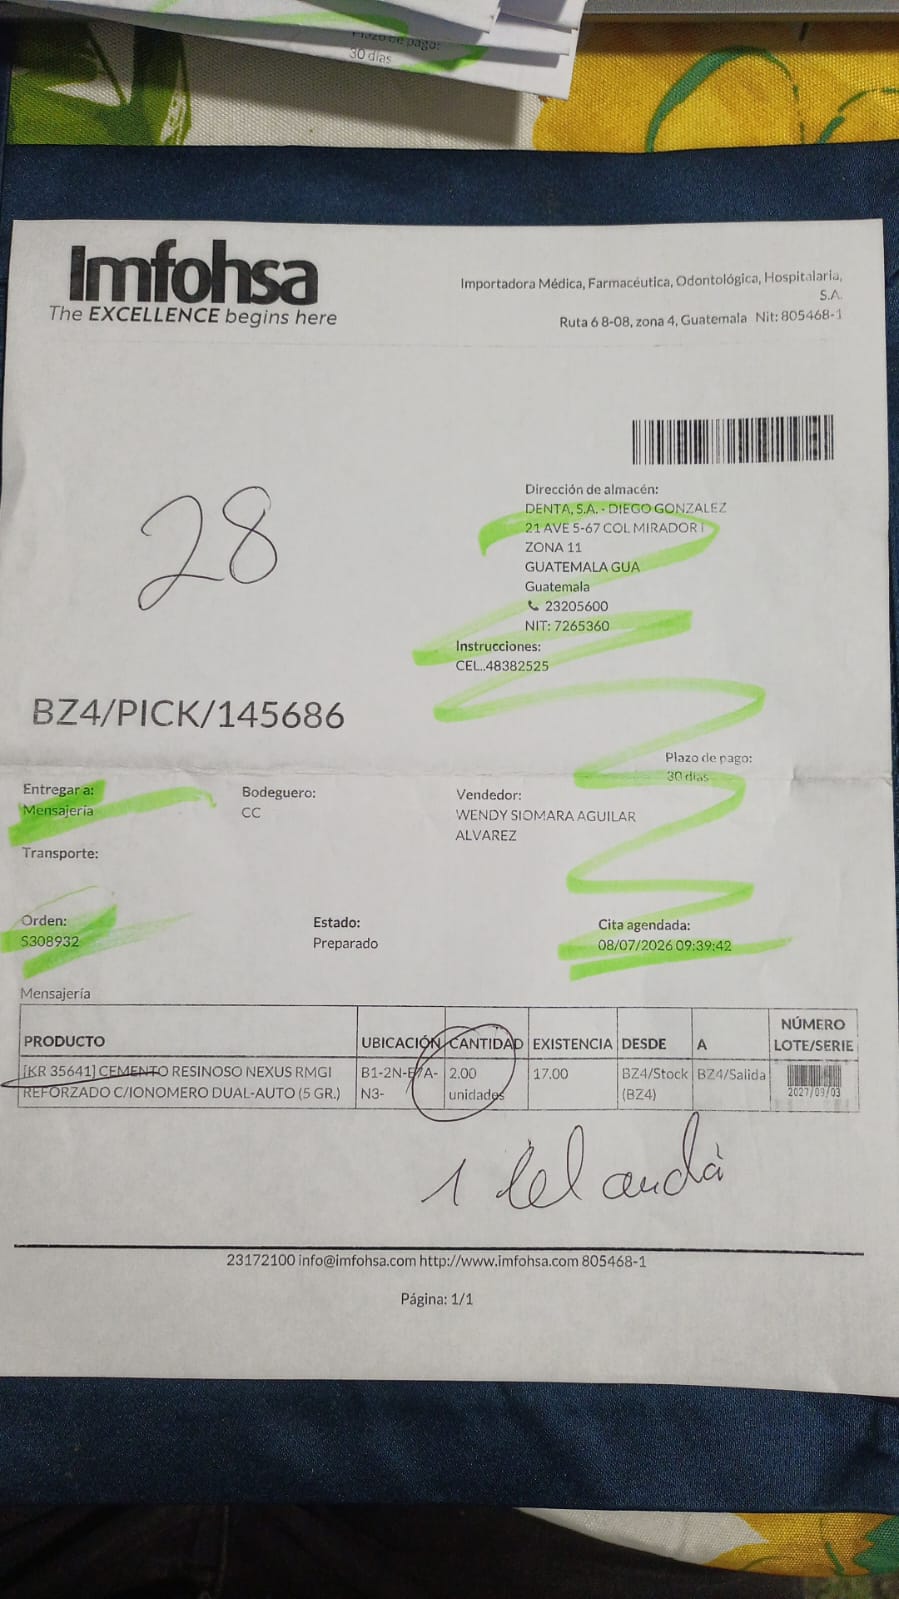 Plazo de pago:
30 días
Imfohsa
The EXCELLENCE begins here
Importadora Médica, Farmacéutica, Odontológica, Hospitalaria,
S.A.
Ruta 6 8-08, zona 4, Guatemala Nit: 805468-1
28
Dirección de almacén:
DENTA, S.A. - DIEGO GONZALEZ
21 AVE 5-67 COL MIRADOR I
ZONA 11
GUATEMALA GUA
Guatemala
23205600
NIT: 7265360
Instrucciones:
CEL..48382525
BZ4/PICK/145686
Plazo de pago:
30 días
Entregar a:
Mensajería
Bodeguero:
CC
Vendedor:
WENDY SIOMARA AGUILAR
ALVAREZ
Transporte:
Orden:
S308932
Estado:
Preparado
Cita agendada:
08/07/2026 09:39:42
Mensajería
PRODUCTO UBICACIÓN CANTIDAD EXISTENCIA DESDE A NÚMERO LOTE/SERIE
[KR 35641] CEMENTO RESINOSO NEXUS RMGI B1-2N-E7A- 2.00 17.00 BZ4/Stock BZ4/Salida
REFORZADO C/IONOMERO DUAL-AUTO (5 GR.) N3- unidades (BZ4) 2027/09/03
1
23172100 info@imfohsa.com http://www.imfohsa.com 805468-1
Página: 1/1